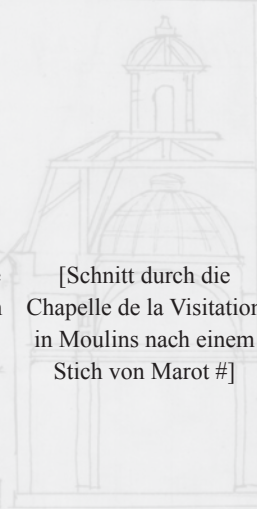 [Schnitt durch die
Chapelle de la Visitation
in Moulins nach einem
Stich von Marot #]